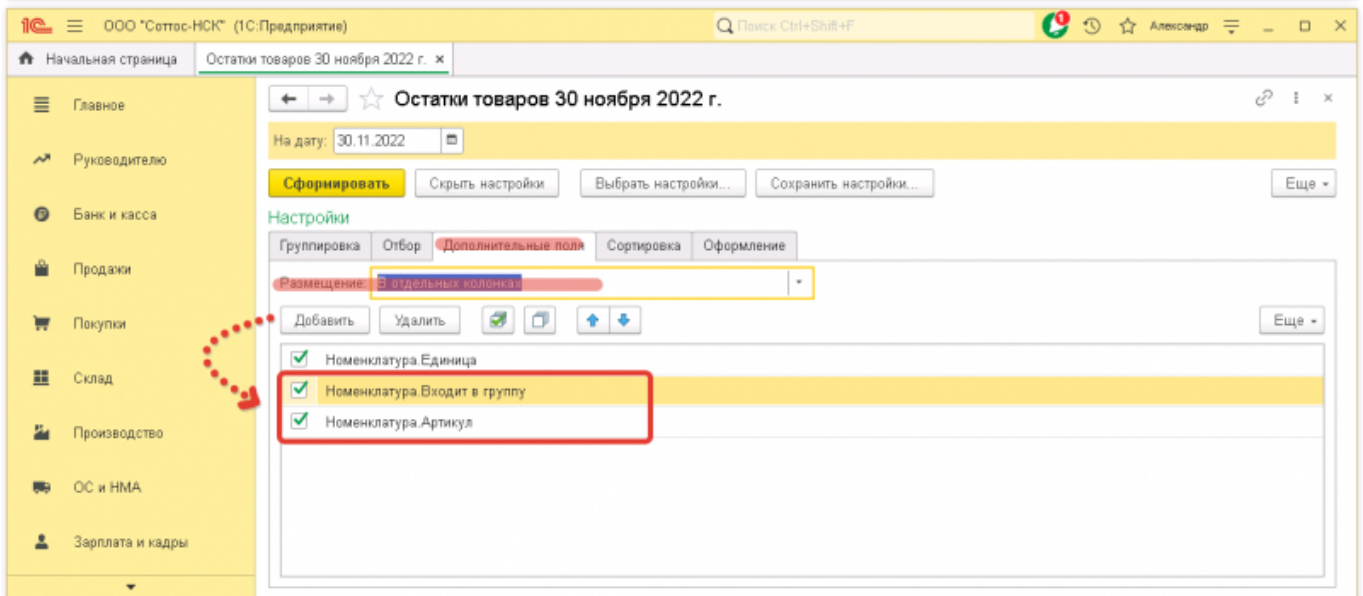 1С ООО "Соттос-НСК" (1С:Предприятие) Поиск Ctrl+Shift+F 1 Александр
Начальная страница Остатки товаров 30 ноября 2022 г.
Главное
Руководителю
Банк и касса
Продажи
Покупки
Склад
Производство
ОС и НМА
Зарплата и кадры
Остатки товаров 30 ноября 2022 г.
На дату: 30.11.2022
Сформировать Скрыть настройки Выбрать настройки... Сохранить настройки... Еще
Настройки
Группировка Отбор Дополнительные поля Сортировка Оформление
Размещение: В отдельных колонках
Добавить Удалить Еще
Номенклатура.Единица
Номенклатура.Входит в группу
Номенклатура.Артикул